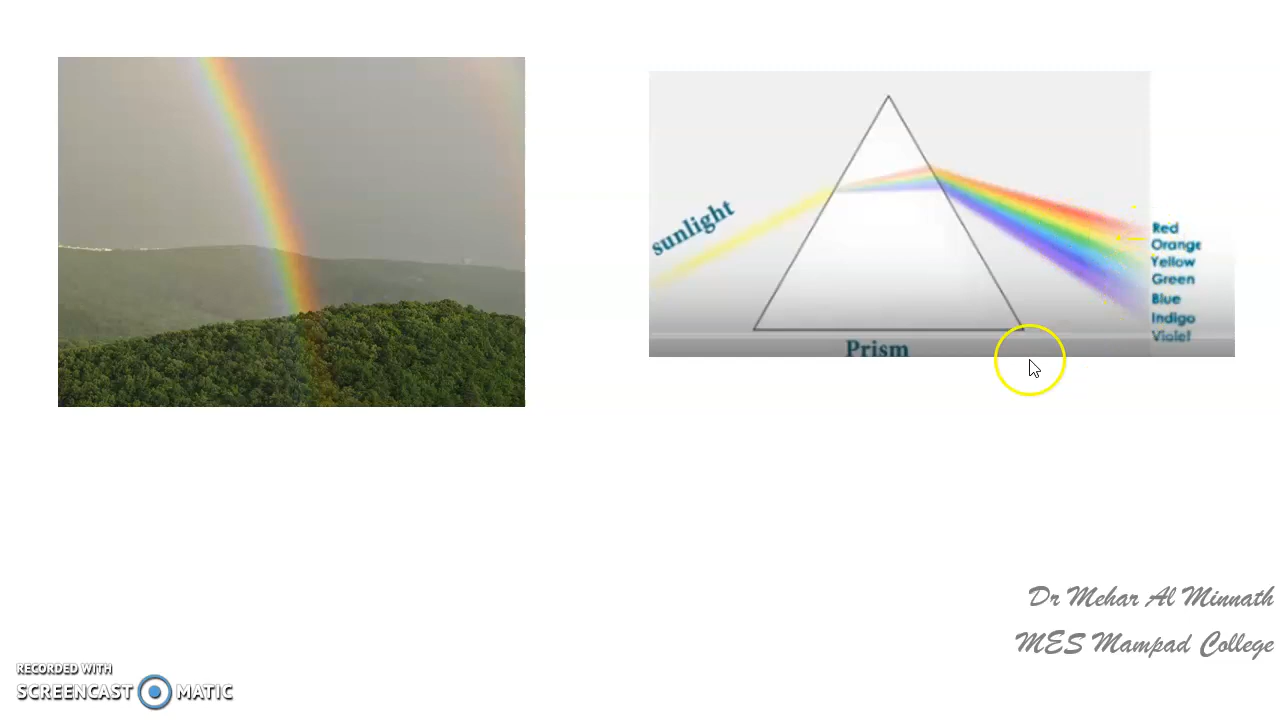 sunlight
Red
Orange
Yellow
Green
Blue
Indigo
Violet
Prism
Dr Mehar Al Minnath
MES Mampad College
RECORDED WITH
SCREENCAST MATIC